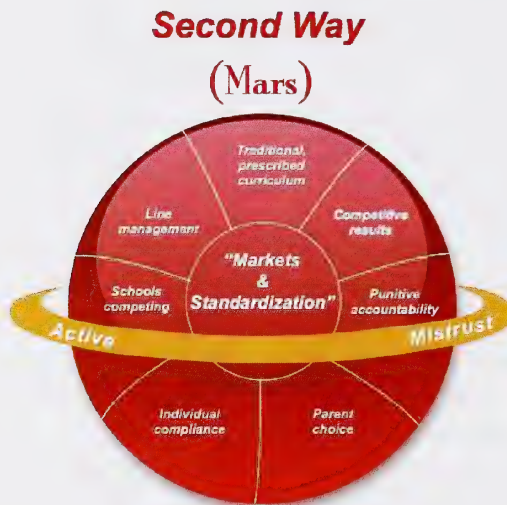 Second Way
(Mars)
Traditional,
prescribed
curriculum
Line
management
Competitive
results
"Markets
&
Standardization"
Schools
competing
Punitive
accountability
Active
Mistrust
Individual
compliance
Parent
choice